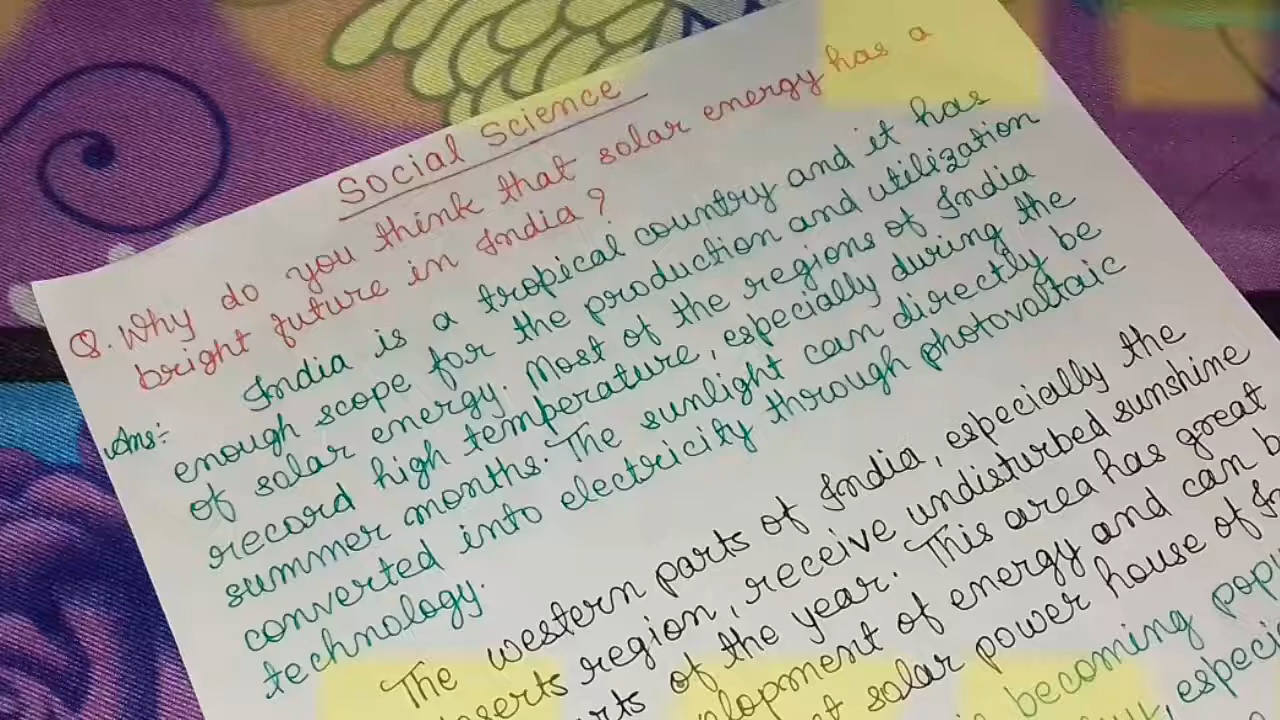 Social Science
Q. Why do you think that solar energy has a
bright future in India?
Ans:- India is a tropical country and it has
enough scope for the production and utilization
of solar energy. Most of the regions of India
record high temperature, especially during the
summer months. The sunlight can directly be
converted into electricity through photovoltaic
technology.
The western parts of India, especially the
region, receive undisturbed sunshine
of the year. This area has great
of energy and can
solar power house of
becoming